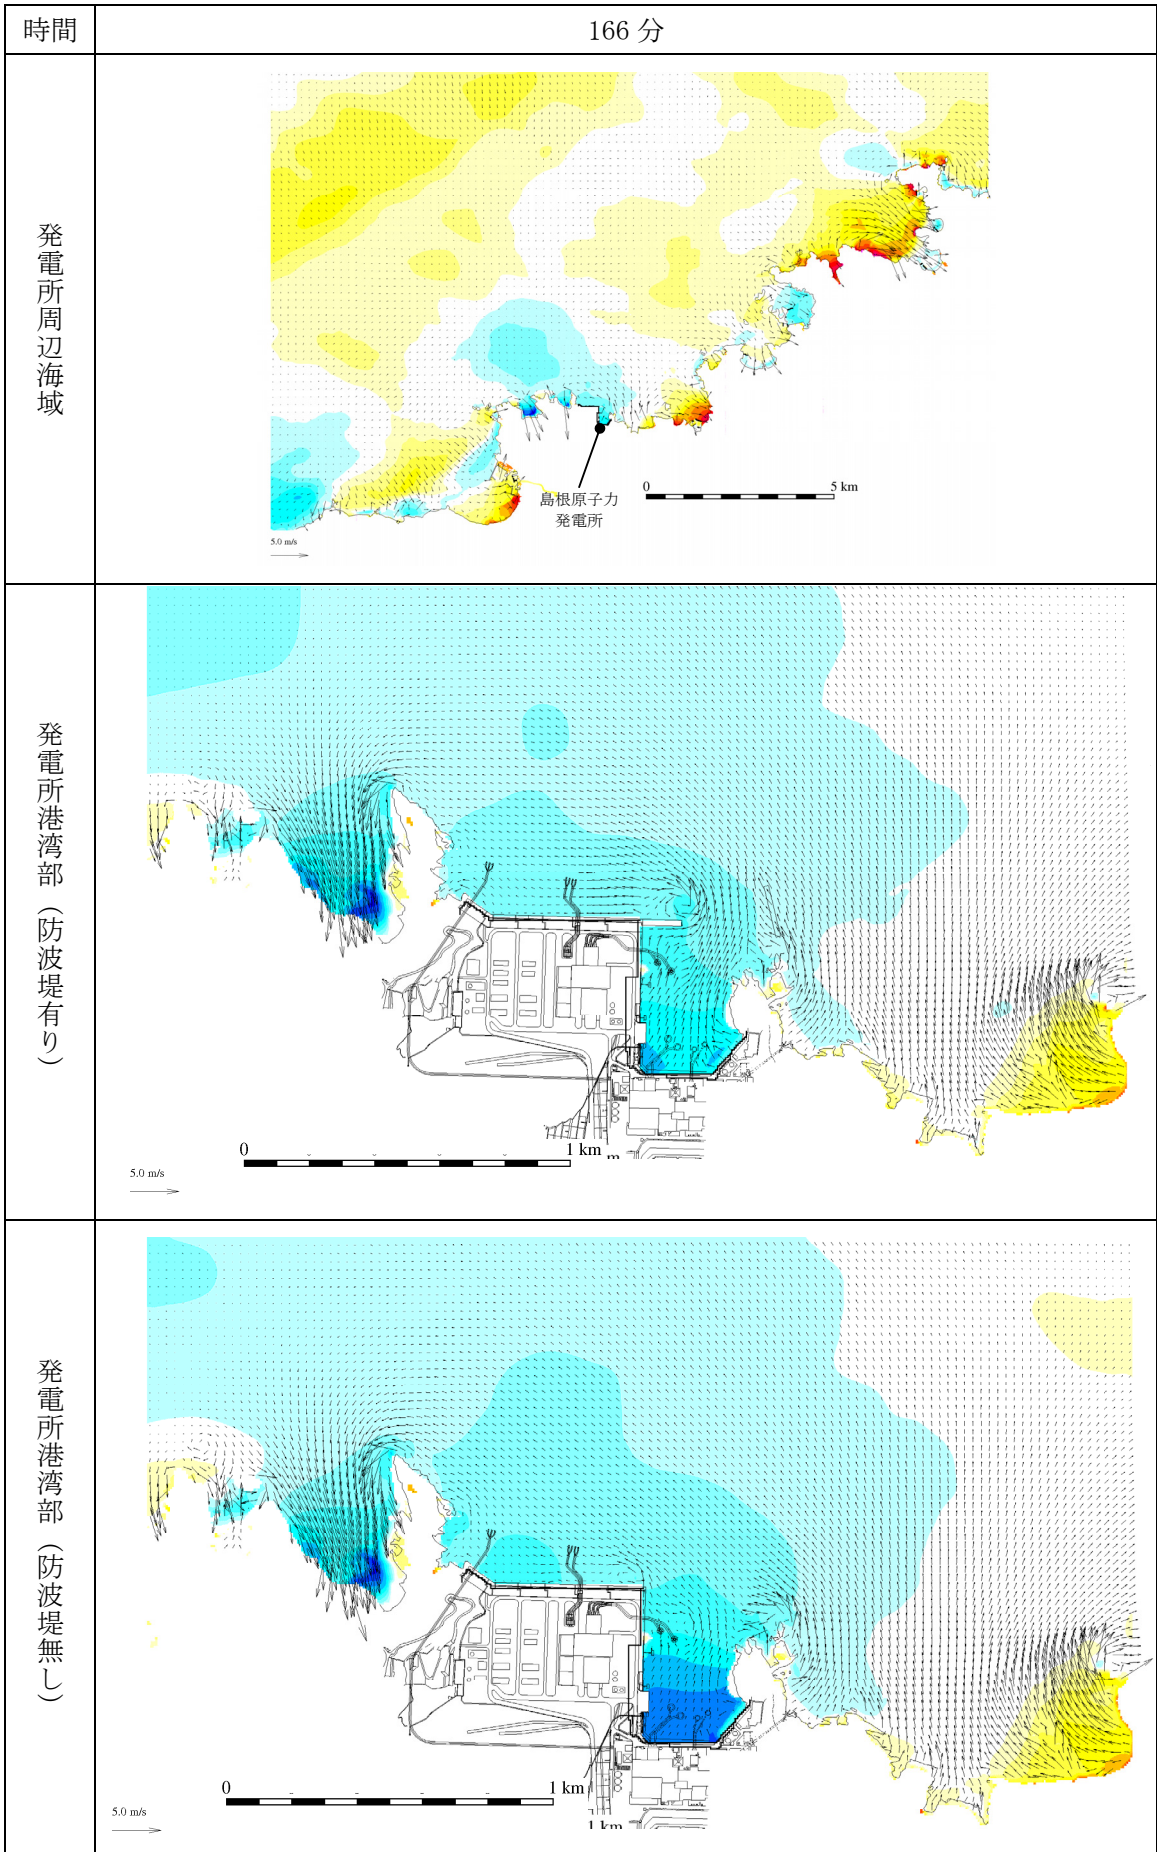 時間
166 分
発電所周辺海域
島根原子力
発電所
0 5 km
5.0 m/s
発電所港湾部（防波堤有り）
0 1 km
m
5.0 m/s
発電所港湾部（防波堤無し）
0 1 km
1 km
5.0 m/s